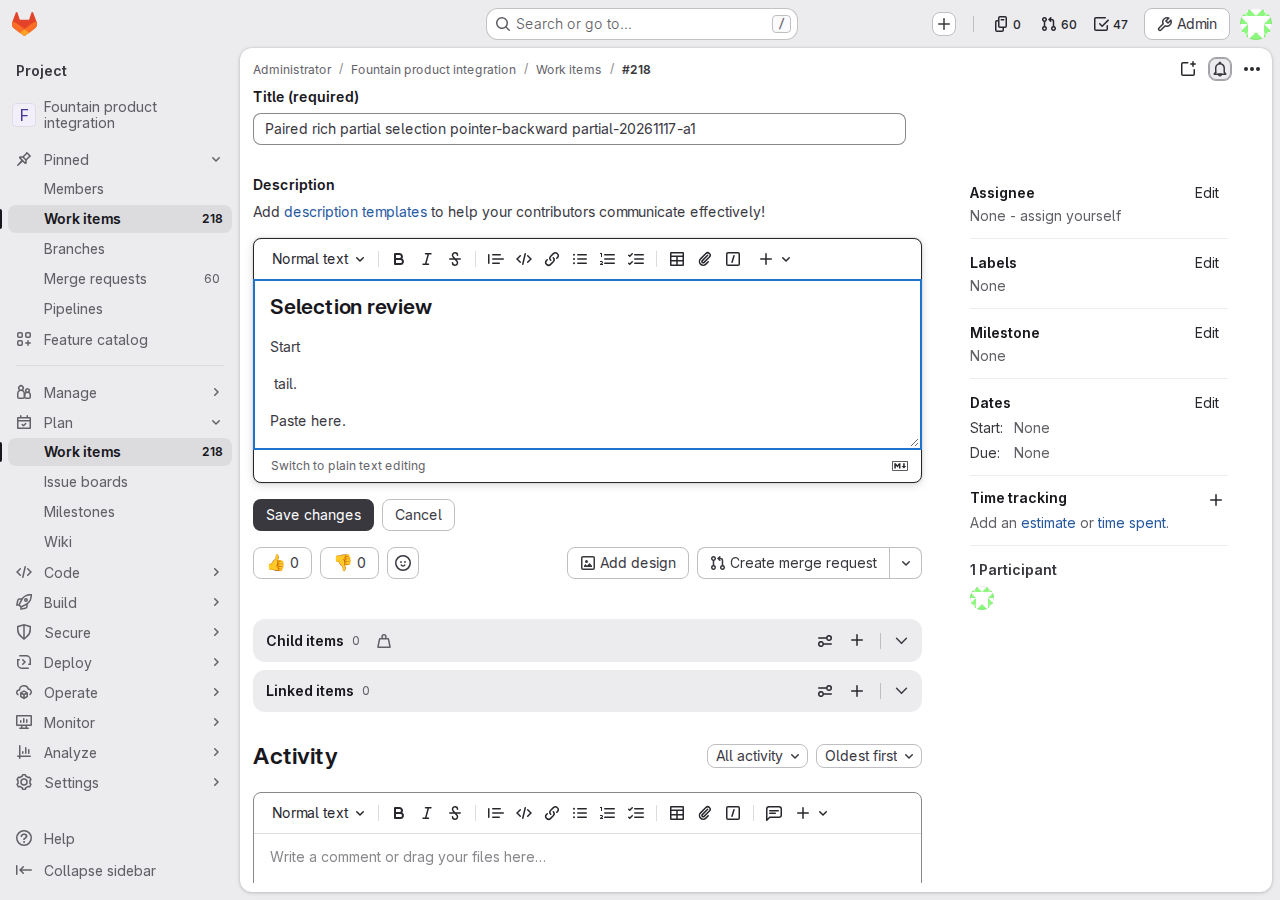 Search or go to...
/
0
60
47
Admin
Project
F
Fountain product
integration
Pinned
Members
Work items
218
Branches
Merge requests
60
Pipelines
Feature catalog
Manage
Plan
Work items
218
Issue boards
Milestones
Wiki
Code
Build
Secure
Deploy
Operate
Monitor
Analyze
Settings
Help
Collapse sidebar
Administrator / Fountain product integration / Work items / #218
Title (required)
Paired rich partial selection pointer-backward partial-20261117-a1
Description
Add description templates to help your contributors communicate effectively!
Normal text
Selection review
Start
tail.
Paste here.
Switch to plain text editing
Save changes
Cancel
👍 0
👎 0
Add design
Create merge request
Child items 0
Linked items 0
Activity
All activity
Oldest first
Normal text
Write a comment or drag your files here...
Assignee
Edit
None - assign yourself
Labels
Edit
None
Milestone
Edit
None
Dates
Edit
Start: None
Due: None
Time tracking
Add an estimate or time spent.
1 Participant